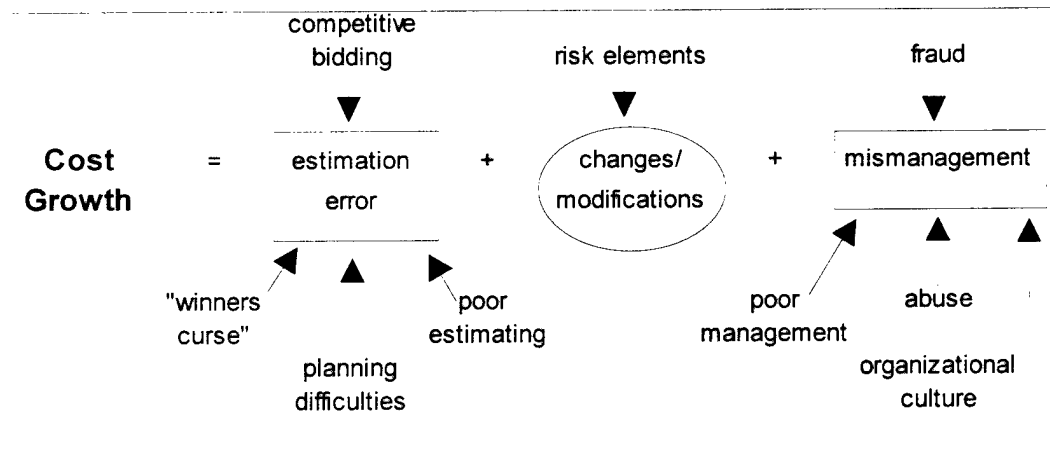 competitive
bidding
risk elements
fraud
Cost
Growth
=
estimation
error
+
changes/
modifications
+
mismanagement
"winners
curse"
planning
difficulties
poor
estimating
poor
management
abuse
organizational
culture